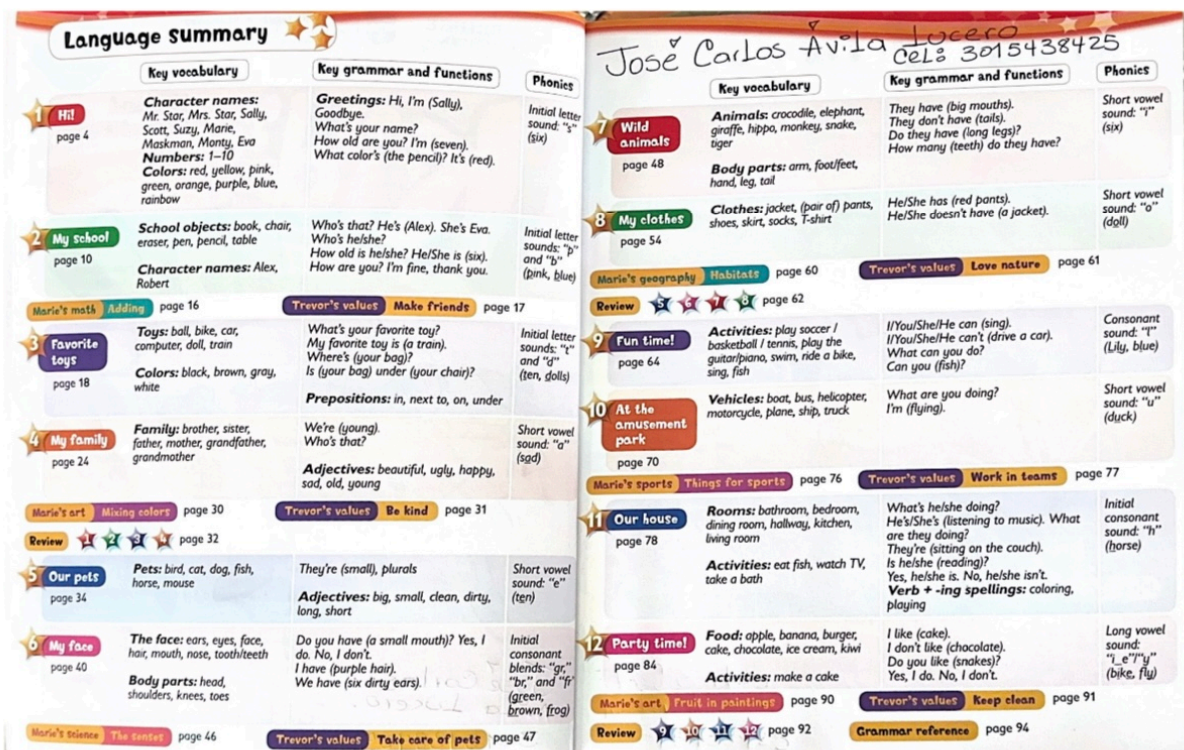 Language summary
Key vocabulary
Key grammar and functions
Phonics
1 Hi!
page 4
Character names:
Mr. Star, Mrs. Star, Sally,
Scott, Suzy, Marie,
Maskman, Monty, Eva
Numbers: 1–10
Colors: red, yellow, pink,
green, orange, purple, blue,
rainbow
Greetings: Hi, I'm (Sally),
Goodbye.
What's your name?
How old are you? I'm (seven).
What color's (the pencil)? It's (red).
Initial letter
sound: "s"
(six)
2 My school
page 10
School objects: book, chair,
eraser, pen, pencil, table
Character names: Alex,
Robert
Who's that? He's (Alex). She's Eva.
Who's he/she?
How old is he/she? He/She is (six).
How are you? I'm fine, thank you.
Initial letter
sounds: "p"
and "b"
(pink, blue)
Marie's math Adding page 16
Trevor's values Make friends page 17
3 Favorite
toys
page 18
Toys: ball, bike, car,
computer, doll, train
Colors: black, brown, gray,
white
What's your favorite toy?
My favorite toy is (a train).
Where's (your bag)?
Is (your bag) under (your chair)?
Prepositions: in, next to, on, under
Initial letter
sounds: "t"
and "d"
(ten, dolls)
4 My family
page 24
Family: brother, sister,
father, mother, grandfather,
grandmother
We're (young).
Who's that?
Adjectives: beautiful, ugly, happy,
sad, old, young
Short vowel
sound: "a"
(sad)
Marie's art Mixing colors page 30
Trevor's values Be kind page 31
Review 1 2 3 4 page 32
5 Our pets
page 34
Pets: bird, cat, dog, fish,
horse, mouse
They're (small), plurals
Adjectives: big, small, clean, dirty,
long, short
Short vowel
sound: "e"
(ten)
6 My face
page 40
The face: ears, eyes, face,
hair, mouth, nose, tooth/teeth
Body parts: head,
shoulders, knees, toes
Do you have (a small mouth)? Yes, I
do. No, I don't.
I have (purple hair).
We have (six dirty ears).
Initial
consonant
blends: "gr,"
"br," and "fr"
(green,
brown, frog)
Marie's science The senses page 46
Trevor's values Take care of pets page 47
José Carlos Ávila Lucero
Cel: 3015438425
Key vocabulary
Key grammar and functions
Phonics
7 Wild
animals
page 48
Animals: crocodile, elephant,
giraffe, hippo, monkey, snake,
tiger
Body parts: arm, foot/feet,
hand, leg, tail
They have (big mouths).
They don't have (tails).
Do they have (long legs)?
How many (teeth) do they have?
Short vowel
sound: "i"
(six)
8 My clothes
page 54
Clothes: jacket, (pair of) pants,
shoes, skirt, socks, T-shirt
He/She has (red pants).
He/She doesn't have (a jacket).
Short vowel
sound: "o"
(doll)
Marie's geography Habitats page 60
Trevor's values Love nature page 61
Review 5 6 7 8 page 62
9 Fun time!
page 64
Activities: play soccer /
basketball / tennis, play the
guitar/piano, swim, ride a bike,
sing, fish
I/You/She/He can (sing).
I/You/She/He can't (drive a car).
What can you do?
Can you (fish)?
Consonant
sound: "l"
(Lily, blue)
10 At the
amusement
park
page 70
Vehicles: boat, bus, helicopter,
motorcycle, plane, ship, truck
What are you doing?
I'm (flying).
Short vowel
sound: "u"
(duck)
Marie's sports Things for sports page 76
Trevor's values Work in teams page 77
11 Our house
page 78
Rooms: bathroom, bedroom,
dining room, hallway, kitchen,
living room
Activities: eat fish, watch TV,
take a bath
What's he/she doing?
He's/She's (listening to music). What
are they doing?
They're (sitting on the couch).
Is he/she (reading)?
Yes, he/she is. No, he/she isn't.
Verb + -ing spellings: coloring,
playing
Initial
consonant
sound: "h"
(horse)
12 Party time!
page 84
Food: apple, banana, burger,
cake, chocolate, ice cream, kiwi
Activities: make a cake
I like (cake).
I don't like (chocolate).
Do you like (snakes)?
Yes, I do. No, I don't.
Long vowel
sound:
"i_e"/"y"
(bike, fly)
Marie's art Fruit in paintings page 90
Trevor's values Keep clean page 91
Review 9 10 11 12 page 92
Grammar reference page 94